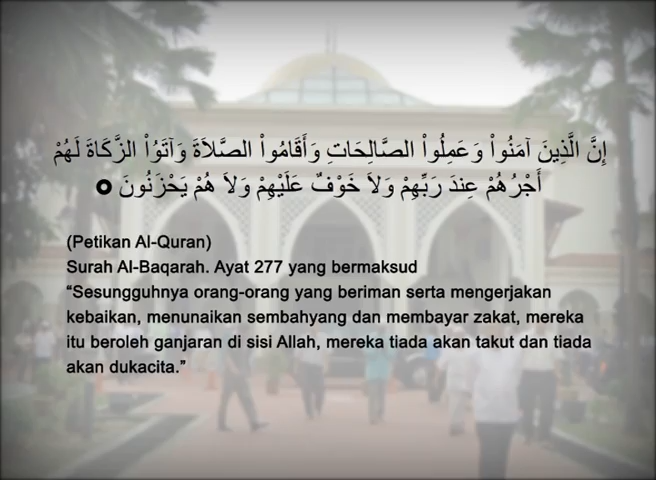 إِنَّ الَّذِينَ آمَنُواْ وَعَمِلُواْ الصَّالِحَاتِ وَأَقَامُواْ الصَّلاَةَ وَآتَوُاْ الزَّكَاةَ لَهُمْ
أَجْرُهُمْ عِندَ رَبِّهِمْ وَلاَ خَوْفٌ عَلَيْهِمْ وَلاَ هُمْ يَحْزَنُونَ
(Petikan Al-Quran)
Surah Al-Baqarah. Ayat 277 yang bermaksud
“Sesungguhnya orang-orang yang beriman serta mengerjakan
kebaikan, menunaikan sembahyang dan membayar zakat, mereka
itu beroleh ganjaran di sisi Allah, mereka tiada akan takut dan tiada
akan dukacita.”